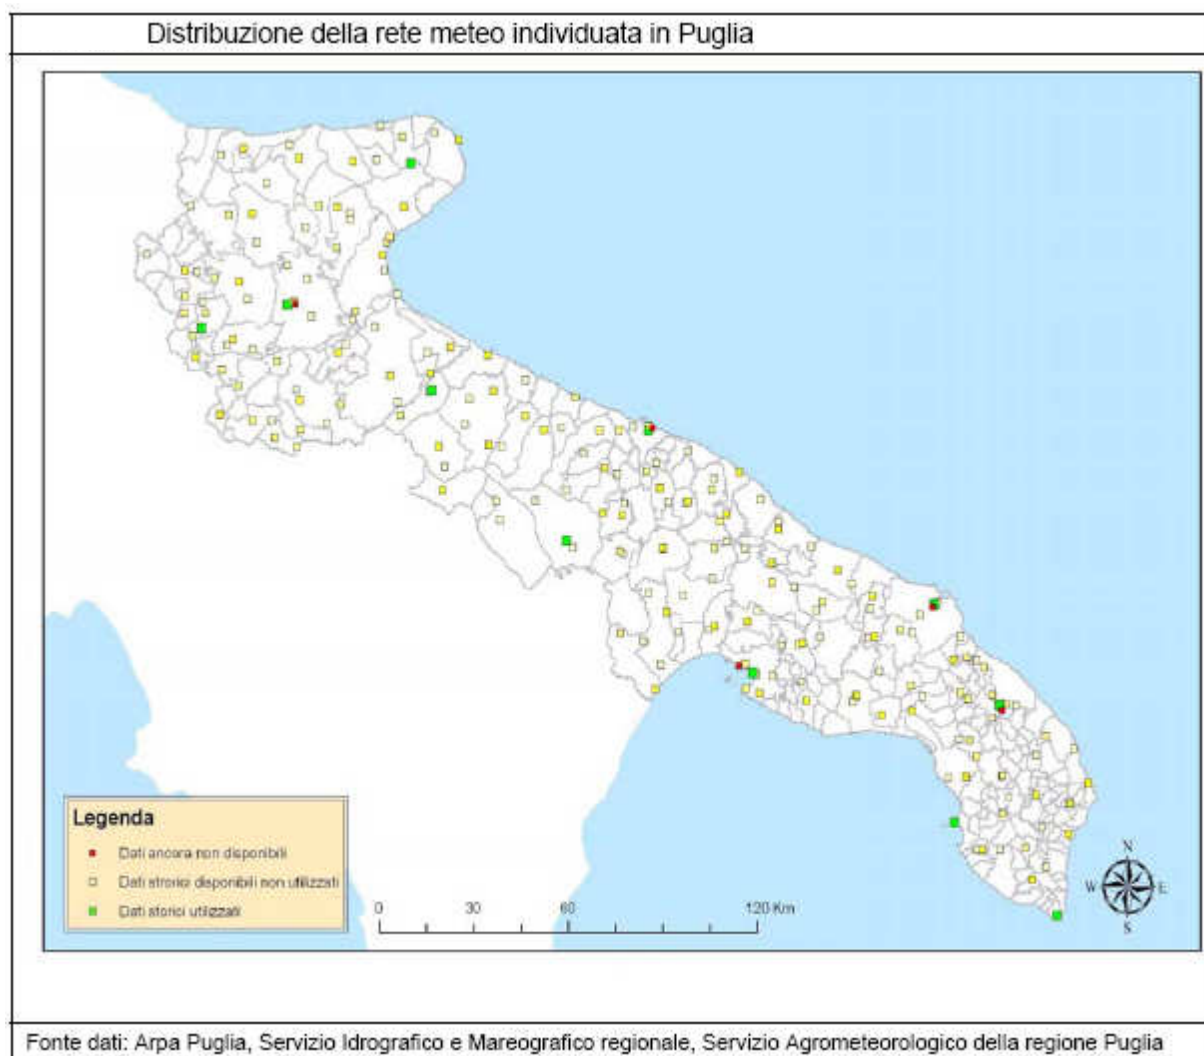 Distribuzione della rete meteo individuata in Puglia
Legenda
Dati ancora non disponibili
Dati strorici disponibili non utilizzati
Dati storici utilizzati
0 30 60 120 Km
N
W E
S
Fonte dati: Arpa Puglia, Servizio Idrografico e Mareografico regionale, Servizio Agrometeorologico della regione Puglia